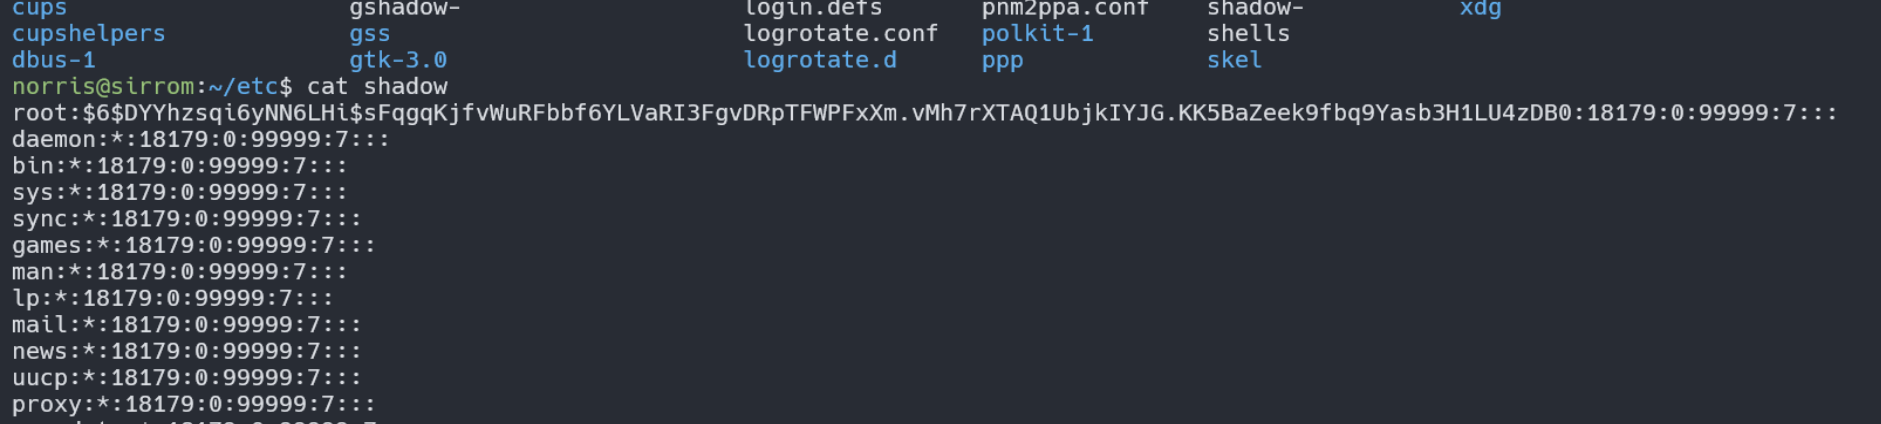 cups gshadow- login.defs pnm2ppa.conf shadow- xdg
cupshelpers gss logrotate.conf polkit-1 shells
dbus-1 gtk-3.0 logrotate.d ppp skel
norris@sirrom:~/etc$ cat shadow
root:$6$DYYhzsqi6yNN6LHi$sFqgqKjfvWuRFbbf6YLVaRI3FgvDRpTFWPFxXm.vMh7rXTAQ1UbjkIYJG.KK5BaZeek9fbq9Yasb3H1LU4zDB0:18179:0:99999:7:::
daemon:*:18179:0:99999:7:::
bin:*:18179:0:99999:7:::
sys:*:18179:0:99999:7:::
sync:*:18179:0:99999:7:::
games:*:18179:0:99999:7:::
man:*:18179:0:99999:7:::
lp:*:18179:0:99999:7:::
mail:*:18179:0:99999:7:::
news:*:18179:0:99999:7:::
uucp:*:18179:0:99999:7:::
proxy:*:18179:0:99999:7:::